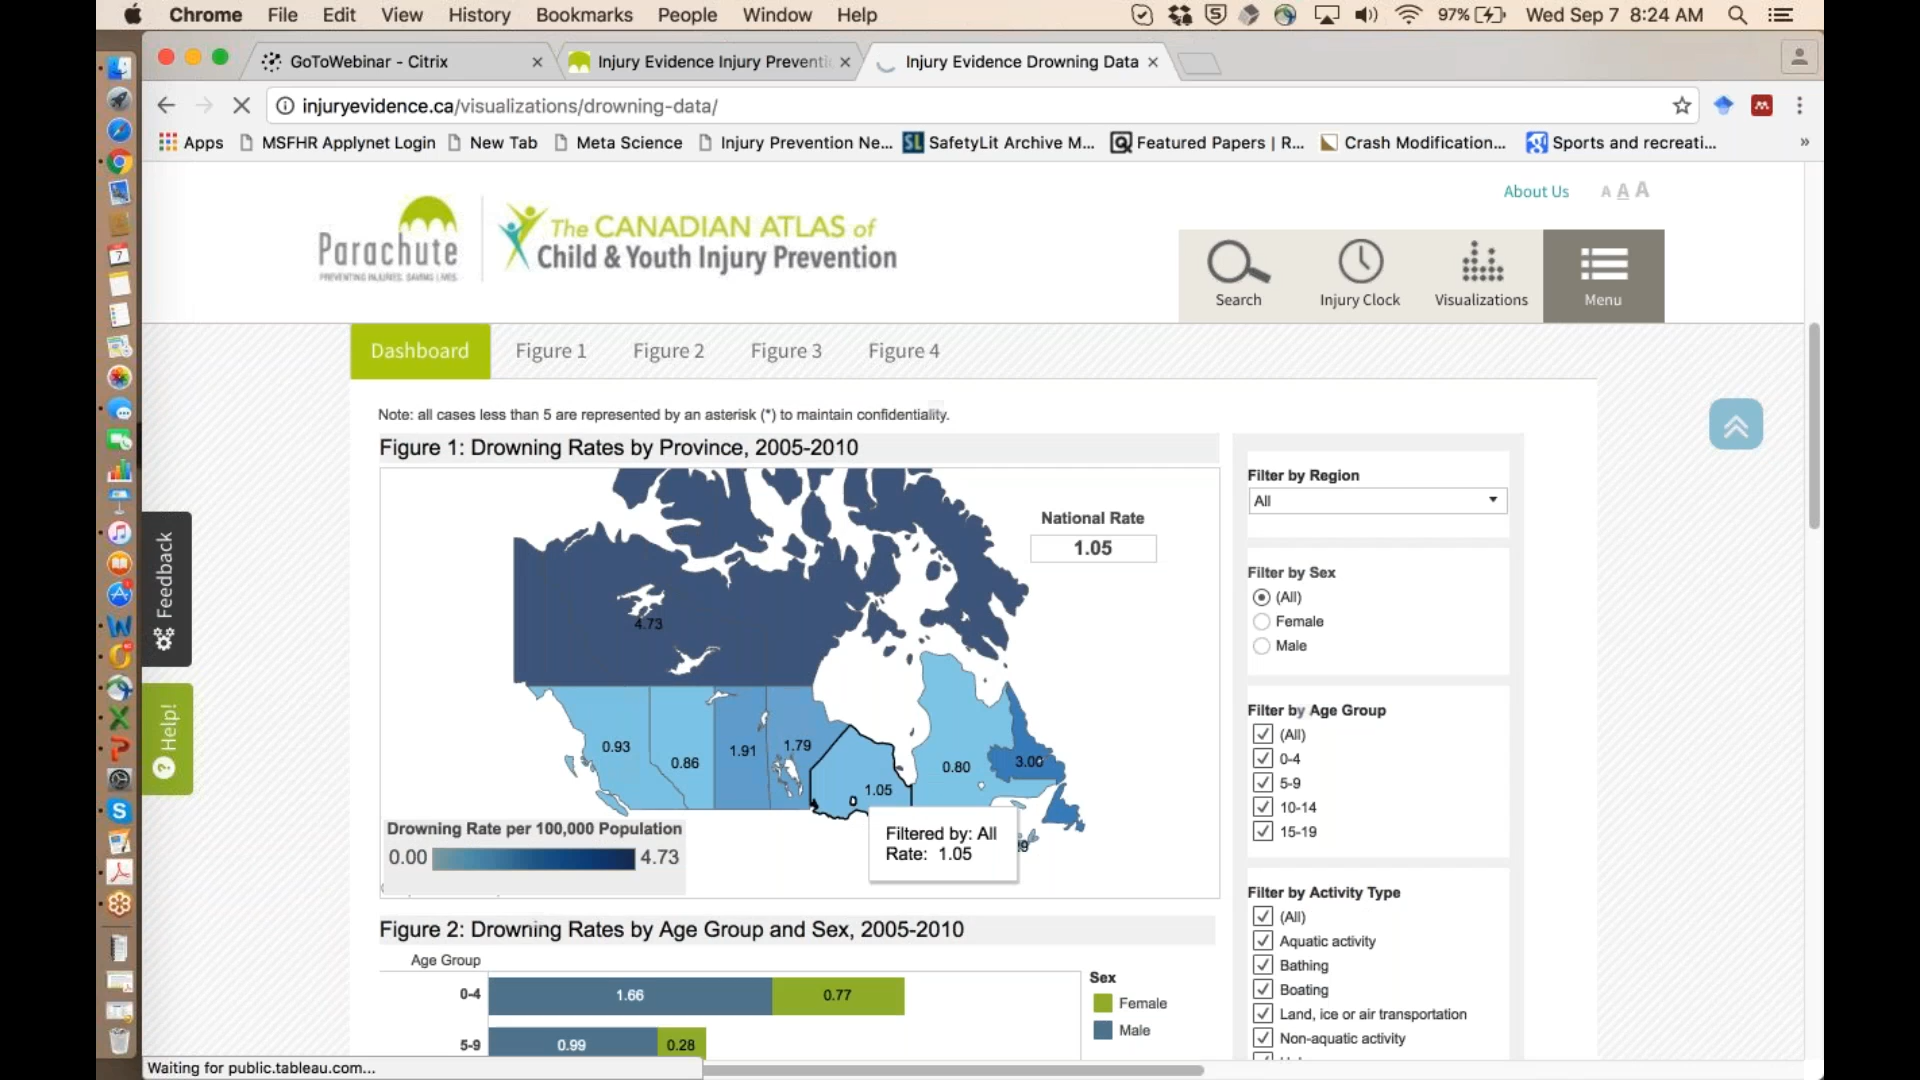 Chrome File Edit View History Bookmarks People Window Help 97% Wed Sep 7 8:24 AM
GoToWebinar - Citrix Injury Evidence Injury Preventi Injury Evidence Drowning Data
injuryevidence.ca/visualizations/drowning-data/
Apps MSFHR Applynet Login New Tab Meta Science Injury Prevention Ne... SL SafetyLit Archive M... Featured Papers | R... Crash Modification... Sports and recreati... »
About Us A A A
Parachute
PREVENTING INJURIES. SAVING LIVES.
The CANADIAN ATLAS of
Child & Youth Injury Prevention
Search Injury Clock Visualizations Menu
Dashboard Figure 1 Figure 2 Figure 3 Figure 4
Note: all cases less than 5 are represented by an asterisk (*) to maintain confidentiality.
Figure 1: Drowning Rates by Province, 2005-2010
National Rate
1.05
4.73
0.93
0.86
1.91
1.79
1.05
0.80
3.00
Filtered by: All
Rate: 1.05
Drowning Rate per 100,000 Population
0.00 4.73
Figure 2: Drowning Rates by Age Group and Sex, 2005-2010
Age Group
0-4 1.66 0.77
5-9 0.99 0.28
Sex
Female
Male
Filter by Region
All
Filter by Sex
(All)
Female
Male
Filter by Age Group
(All)
0-4
5-9
10-14
15-19
Filter by Activity Type
(All)
Aquatic activity
Bathing
Boating
Land, ice or air transportation
Non-aquatic activity
Feedback
Help!
Waiting for public.tableau.com...